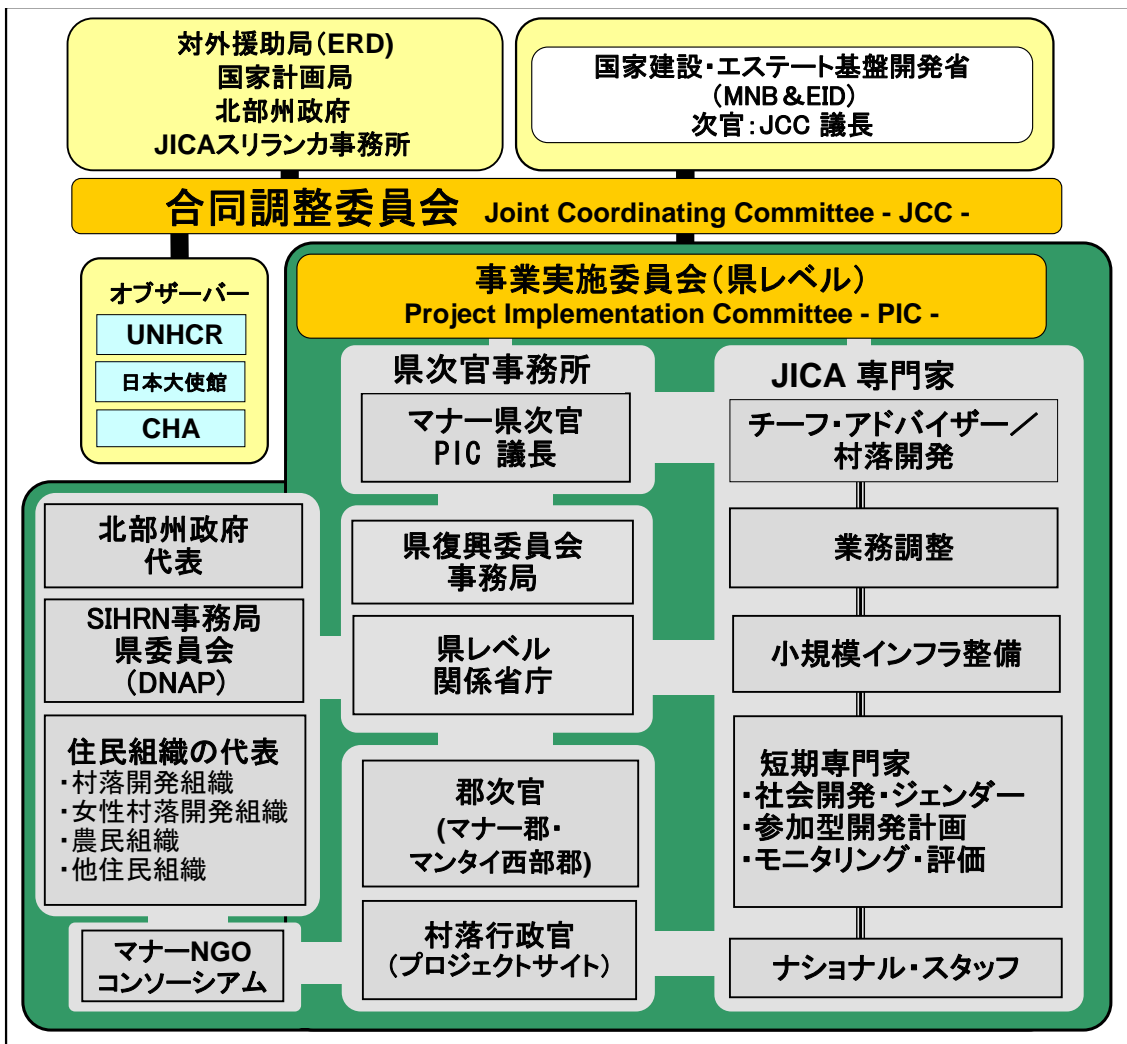 対外援助局(ERD)
国家計画局
北部州政府
JICAスリランカ事務所
国家建設・エステート基盤開発省
(MNB＆EID)
次官：JCC 議長
合同調整委員会 Joint Coordinating Committee - JCC -
オブザーバー
UNHCR
日本大使館
CHA
事業実施委員会（県レベル）
Project Implementation Committee - PIC -
県次官事務所
マナー県次官
PIC 議長
JICA 専門家
チーフ・アドバイザー／
村落開発
北部州政府
代表
県復興委員会
事務局
業務調整
SIHRN事務局
県委員会
(DNAP)
県レベル
関係省庁
小規模インフラ整備
住民組織の代表
・村落開発組織
・女性村落開発組織
・農民組織
・他住民組織
郡次官
(マナー郡・
マンタイ西部郡)
短期専門家
・社会開発・ジェンダー
・参加型開発計画
・モニタリング・評価
マナーNGO
コンソーシアム
村落行政官
（プロジェクトサイト）
ナショナル・スタッフ